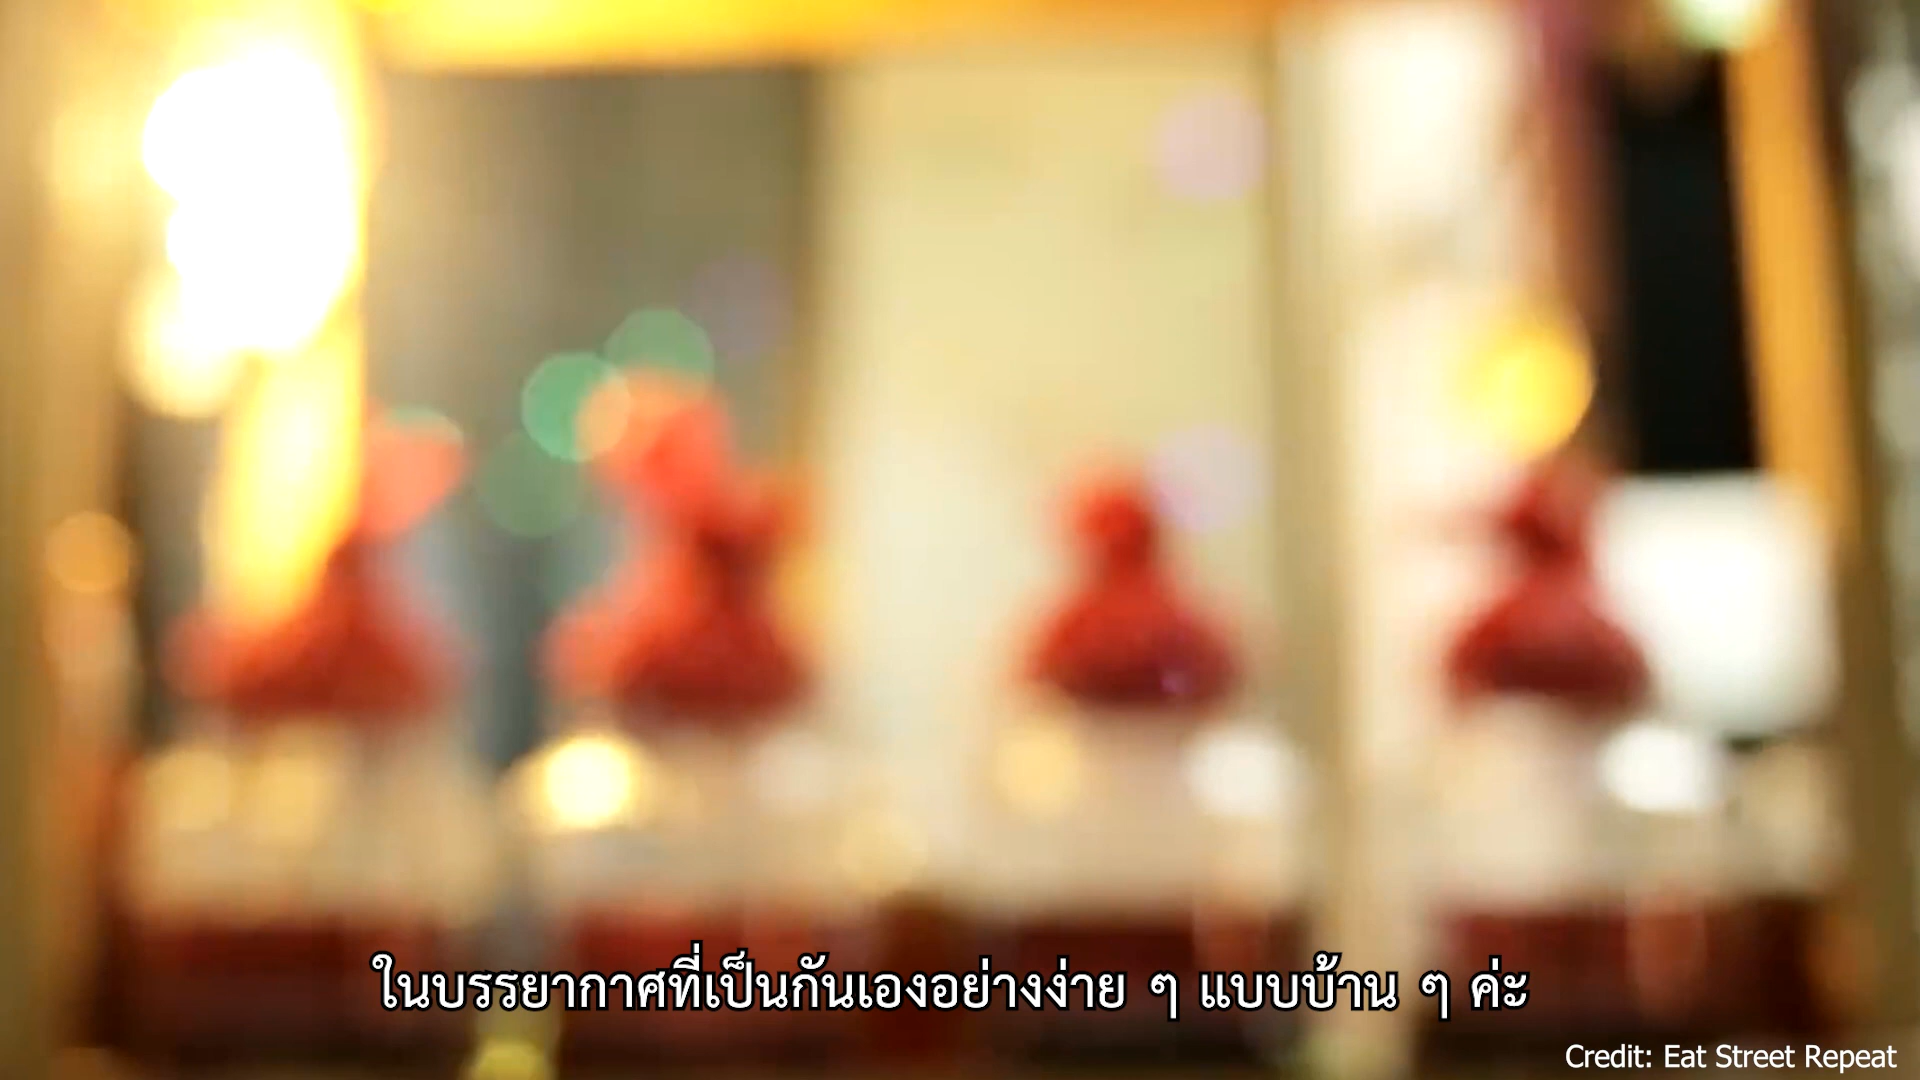 ในบรรยากาศที่เป็นกันเองอย่างง่าย ๆ แบบบ้าน ๆ ค่ะ
Credit: Eat Street Repeat